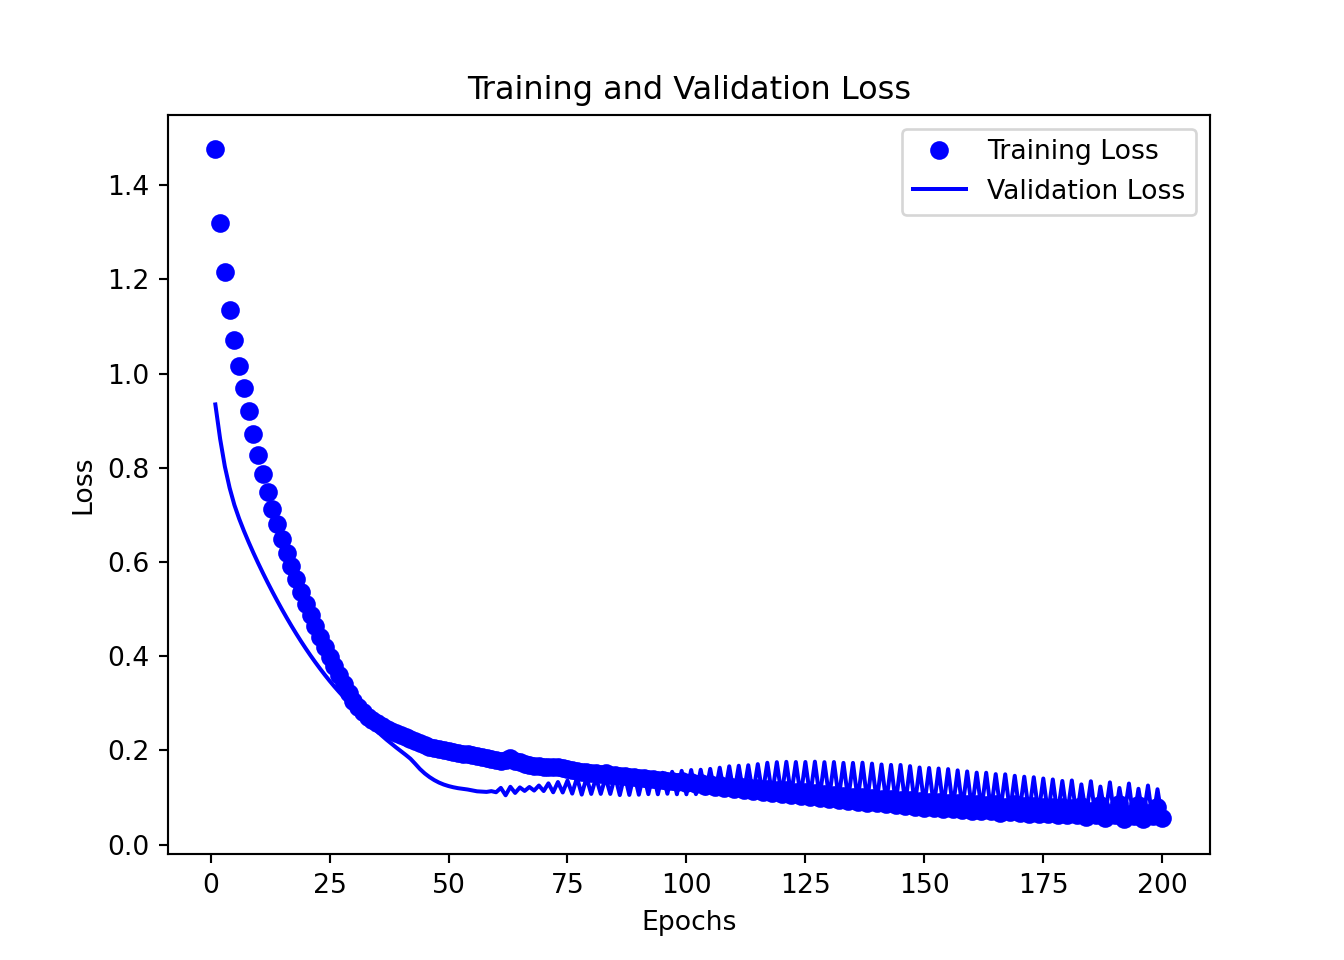 Training and Validation Loss
Training Loss
Validation Loss
1.4
1.2
1.0
0.8
0.6
0.4
0.2
0.0
Loss
0 25 50 75 100 125 150 175 200
Epochs